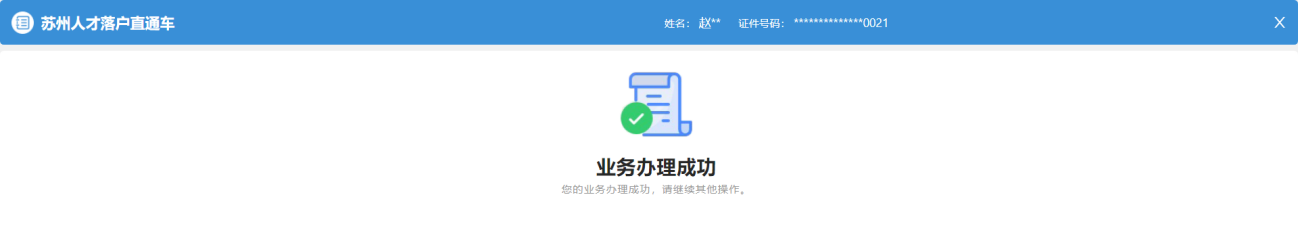 苏州人才落户直通车 姓名： 赵** 证件号码： **************0021 X
业务办理成功
您的业务办理成功，请继续其他操作。